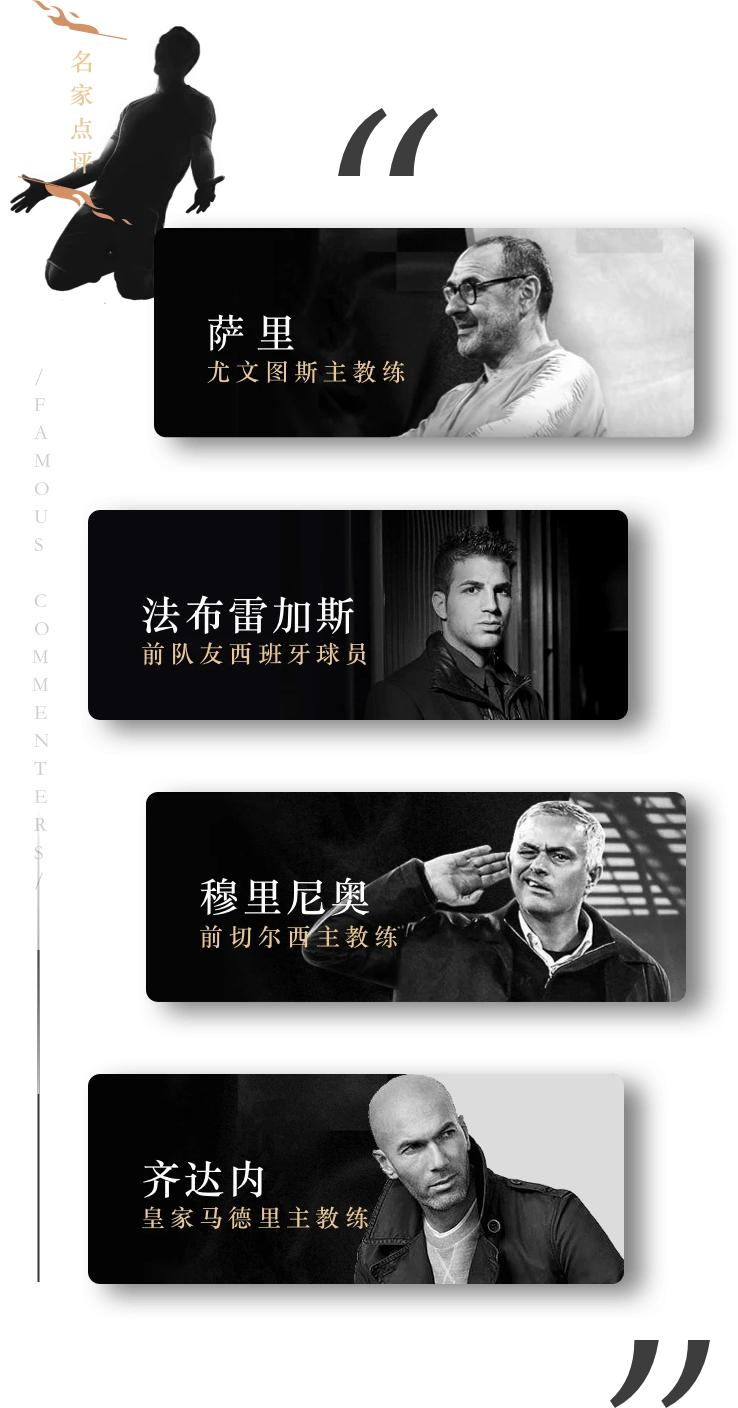 名家点评
“
萨里
尤文图斯主教练
/FAMOUS COMMENTERS/
法布雷加斯
前队友西班牙球员
穆里尼奥
前切尔西主教练
齐达内
皇家马德里主教练
”